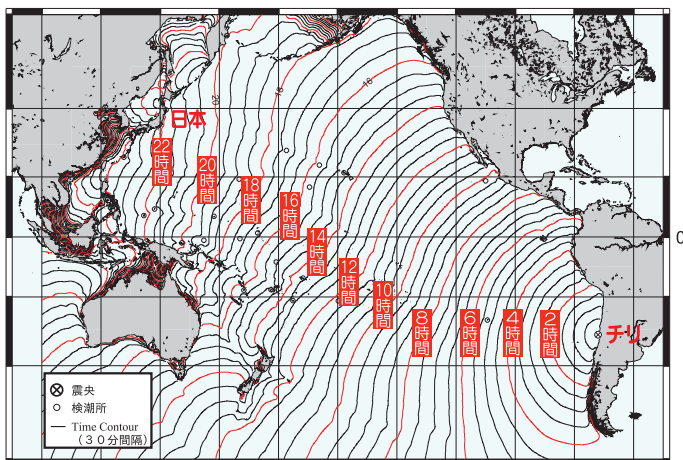 日本
22時間
20時間
18時間
16時間
14時間
12時間
10時間
8時間
6時間
4時間
2時間
チリ
0
20
10
震央
検潮所
Time Contour
（３０分間隔）